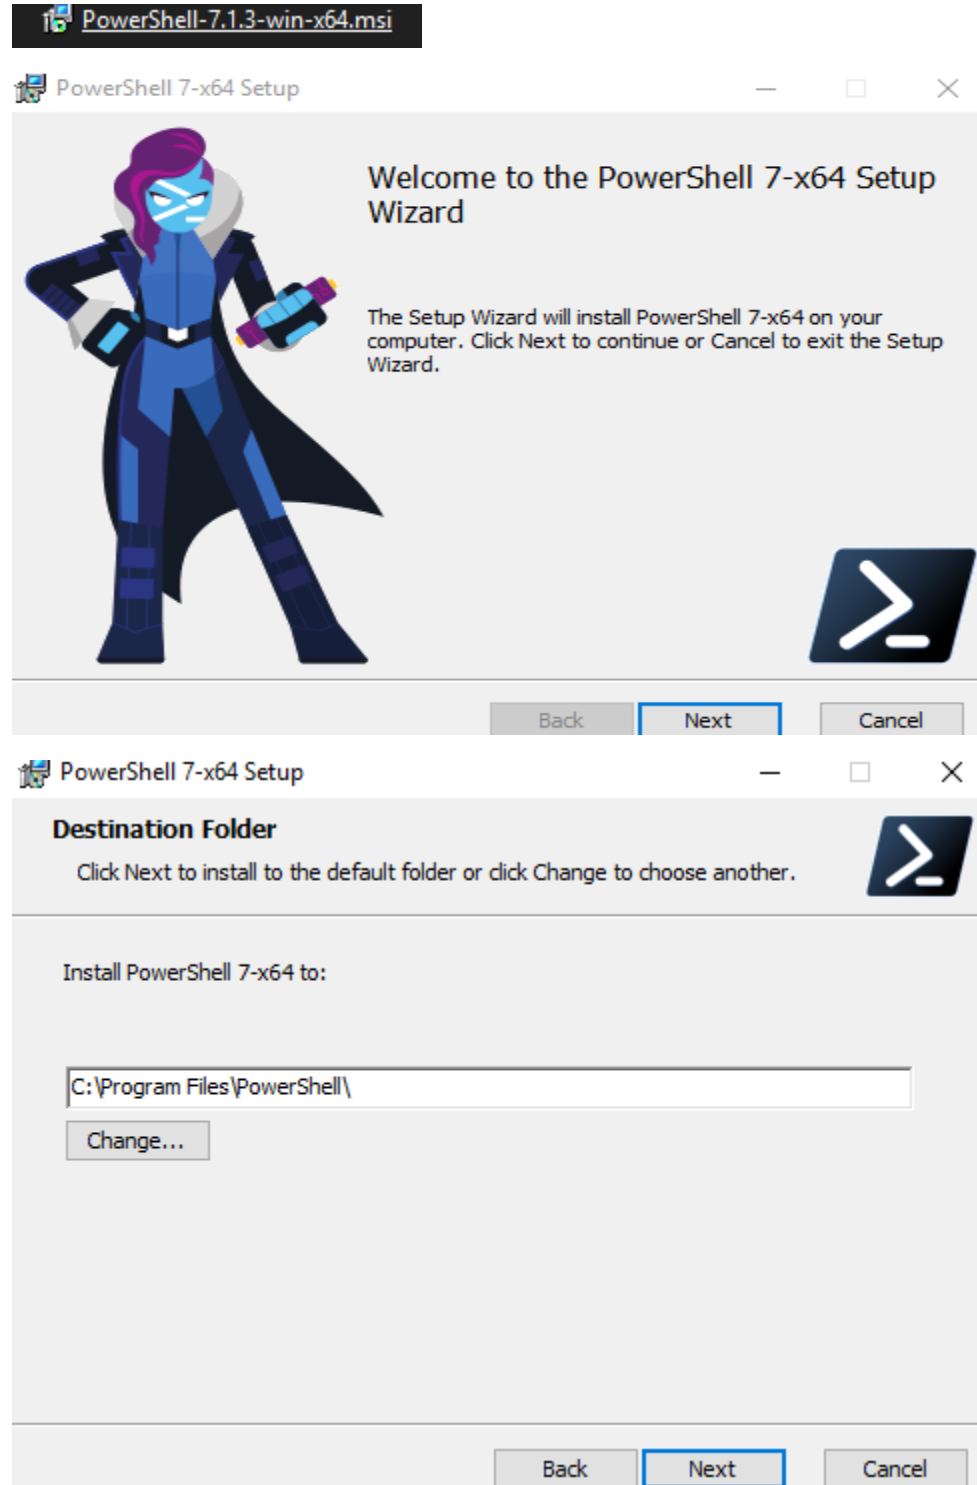 PowerShell-7.1.3-win-x64.msi
PowerShell 7-x64 Setup
Welcome to the PowerShell 7-x64 Setup
Wizard
The Setup Wizard will install PowerShell 7-x64 on your
computer. Click Next to continue or Cancel to exit the Setup
Wizard.
Back Next Cancel
PowerShell 7-x64 Setup
Destination Folder
Click Next to install to the default folder or click Change to choose another.
Install PowerShell 7-x64 to:
C:\Program Files\PowerShell\
Change...
Back Next Cancel